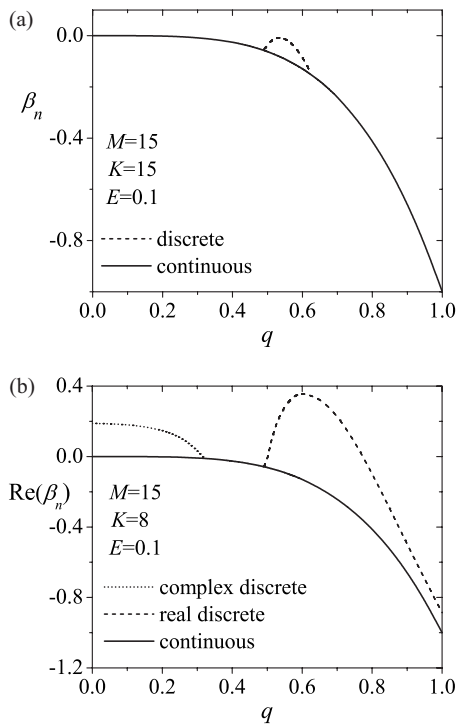 (a)
0.0
-0.4
-0.8
βn
M=15
K=15
E=0.1
discrete
continuous
0.0 0.2 0.4 0.6 0.8 1.0
q
(b)
0.4
0.0
-0.4
-0.8
-1.2
Re(βn)
M=15
K=8
E=0.1
complex discrete
real discrete
continuous
0.0 0.2 0.4 0.6 0.8 1.0
q